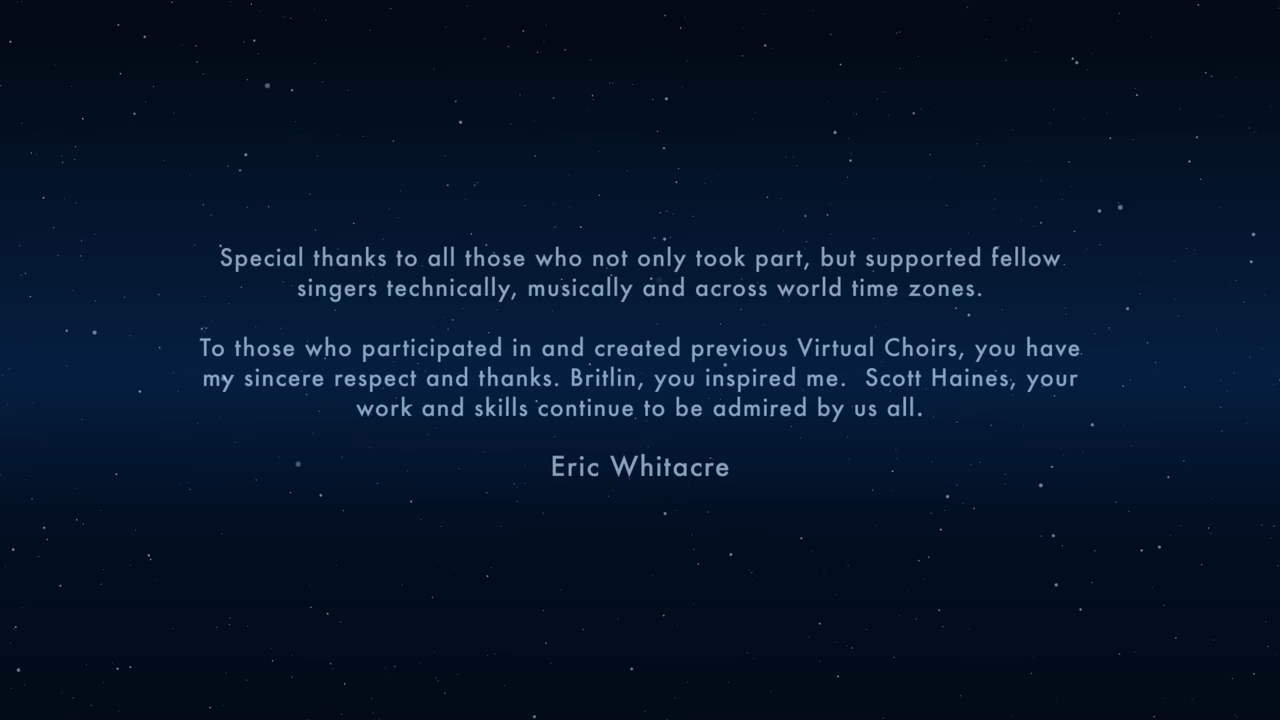 Special thanks to all those who not only took part, but supported fellow
singers technically, musically and across world time zones.
To those who participated in and created previous Virtual Choirs, you have
my sincere respect and thanks. Britlin, you inspired me.  Scott Haines, your
work and skills continue to be admired by us all.
Eric Whitacre